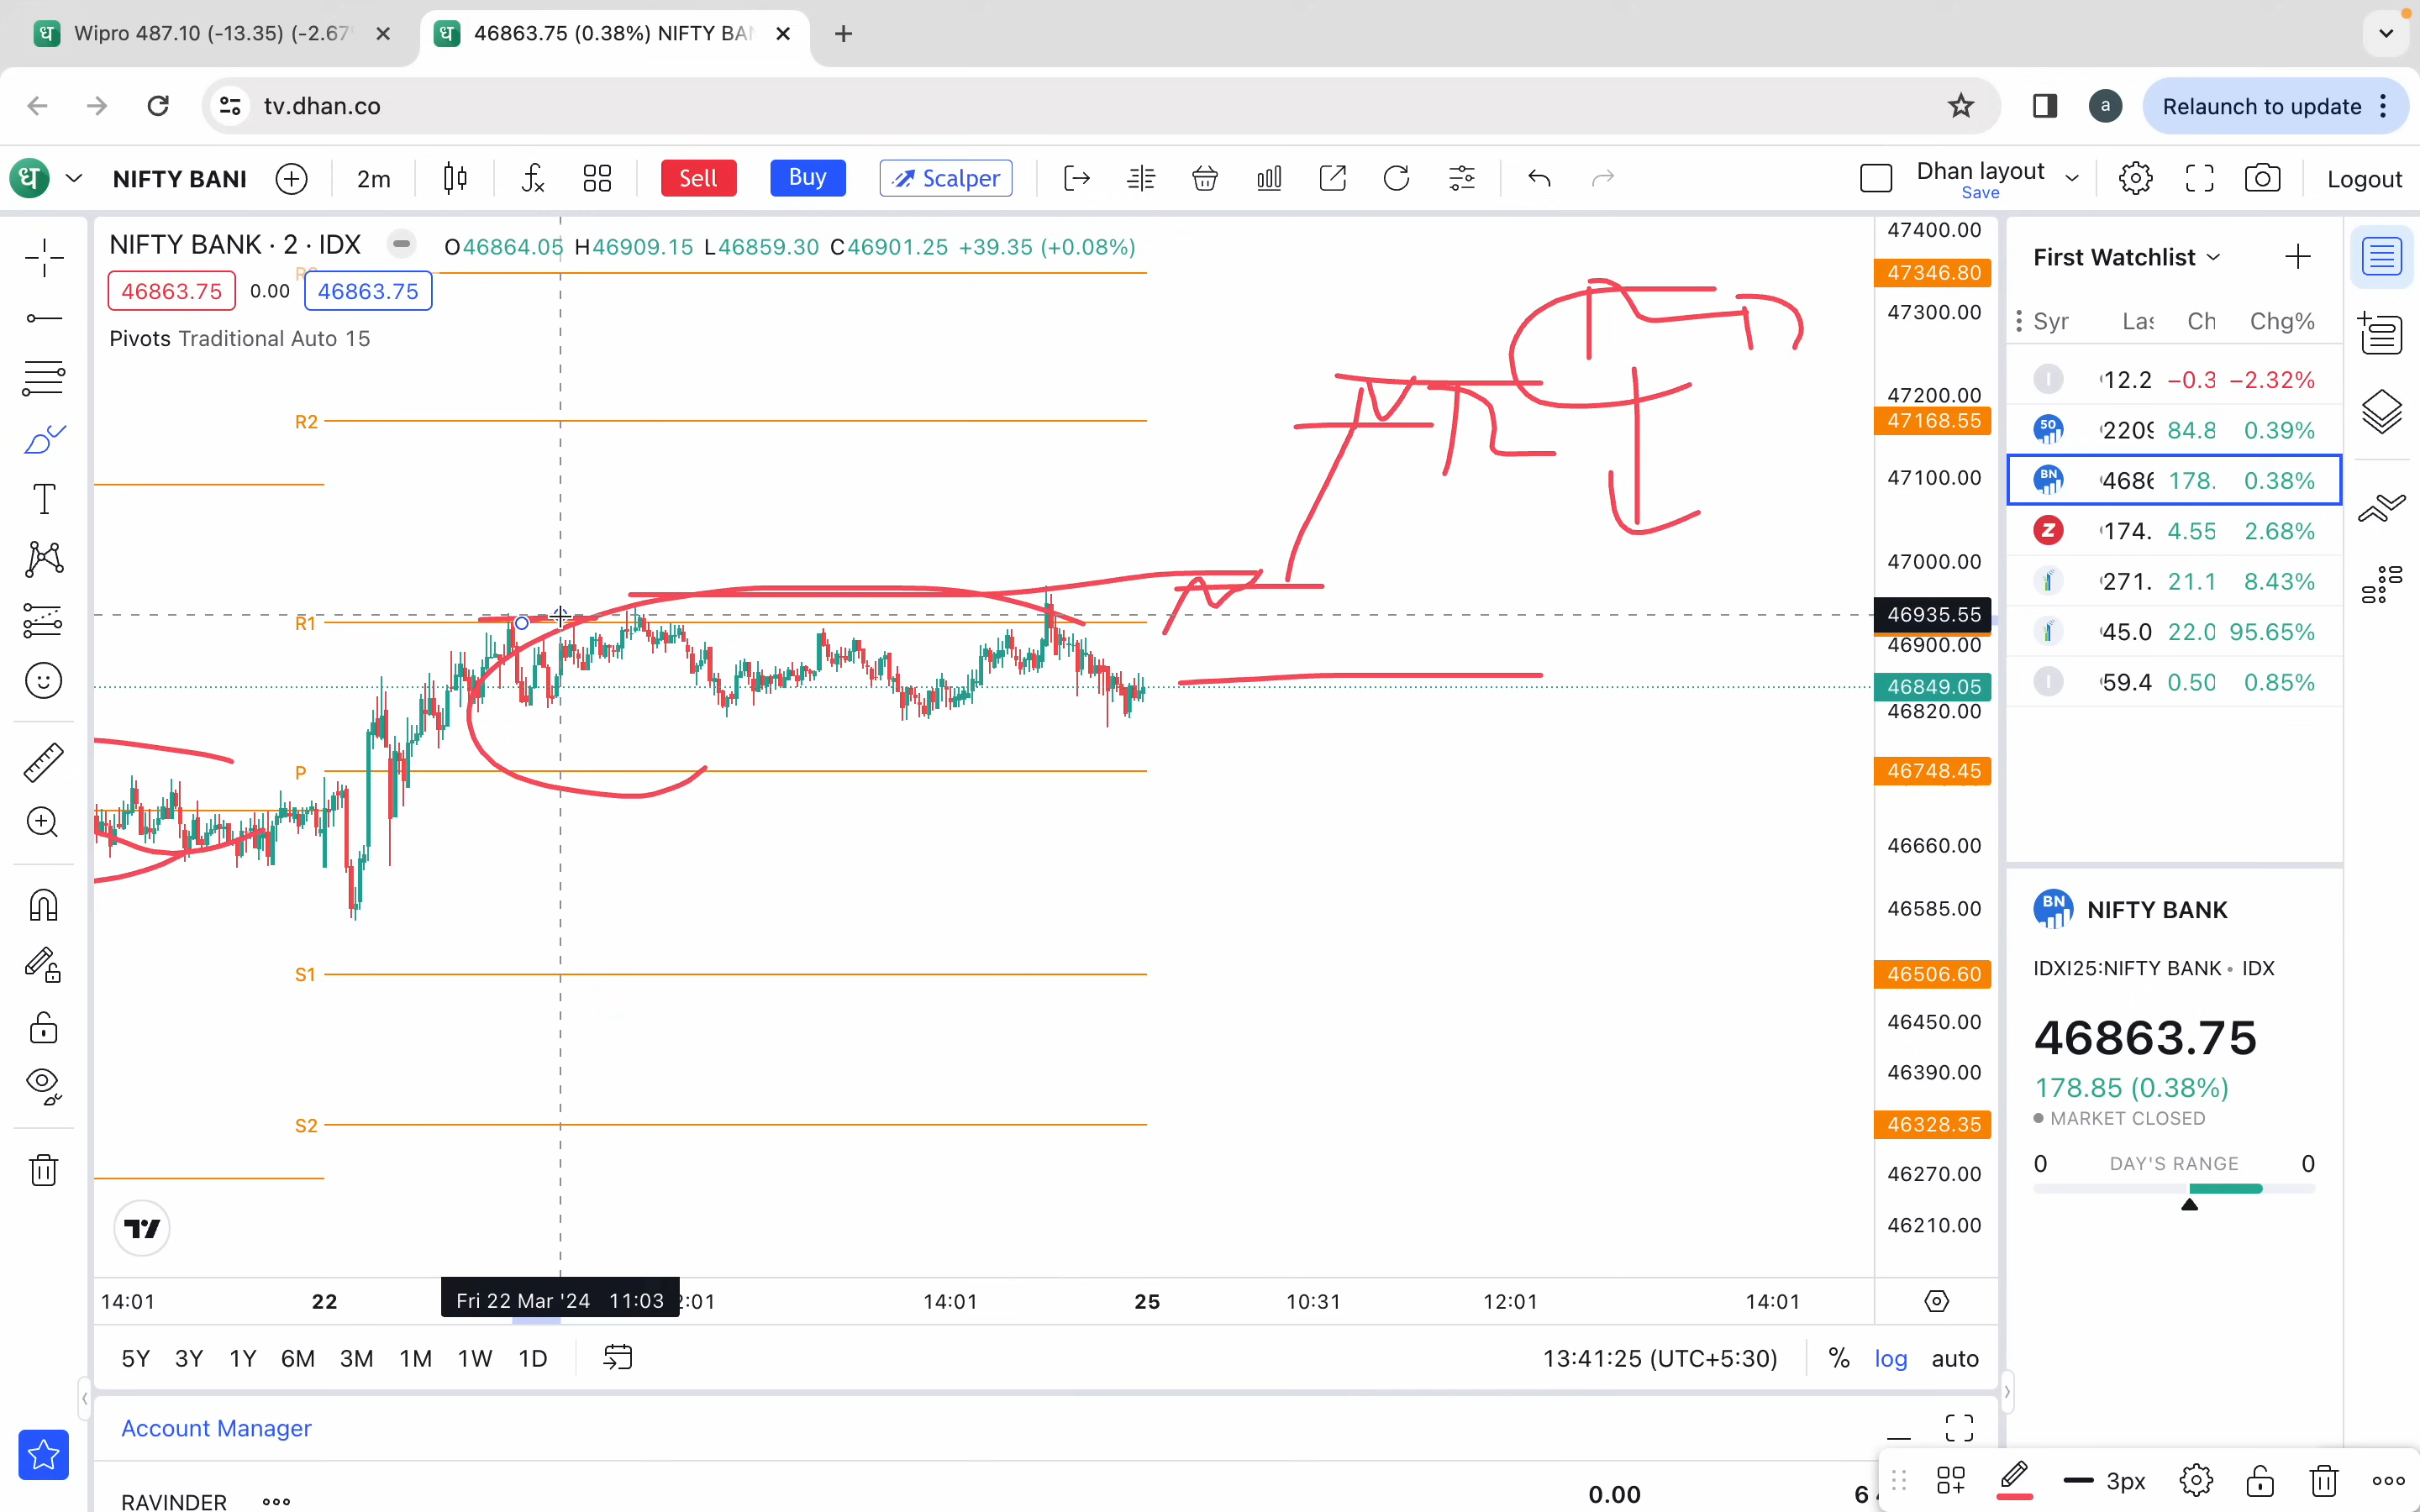 ध Wipro 487.10 (-13.35) (-2.67%
ध 46863.75 (0.38%) NIFTY BAN
tv.dhan.co
a
Relaunch to update
ध NIFTY BANI 2m Sell Buy Scalper Dhan layout Save Logout
NIFTY BANK · 2 · IDX O46864.05 H46909.15 L46859.30 C46901.25 +39.35 (+0.08%)
46863.75 0.00 46863.75
Pivots Traditional Auto 15
R2
R1
P
S1
S2
47400.00
47346.80
47300.00
47200.00
47168.55
47100.00
47000.00
46935.55
46900.00
46849.05
46820.00
46748.45
46660.00
46585.00
46506.60
46450.00
46390.00
46328.35
46270.00
46210.00
14:01 22 Fri 22 Mar '24 11:03 2:01 14:01 25 10:31 12:01 14:01
5Y 3Y 1Y 6M 3M 1M 1W 1D 13:41:25 (UTC+5:30) % log auto
Account Manager
RAVINDER 0.00 6
First Watchlist
Syr Las Ch Chg%
I 12.2 −0.3 −2.32%
50 2209 84.8 0.39%
BN 4686 178. 0.38%
Z 174. 4.55 2.68%
271. 21.1 8.43%
45.0 22.0 95.65%
I 59.4 0.50 0.85%
BN NIFTY BANK
IDXI25:NIFTY BANK • IDX
46863.75
178.85 (0.38%)
MARKET CLOSED
0 DAY'S RANGE 0
3px